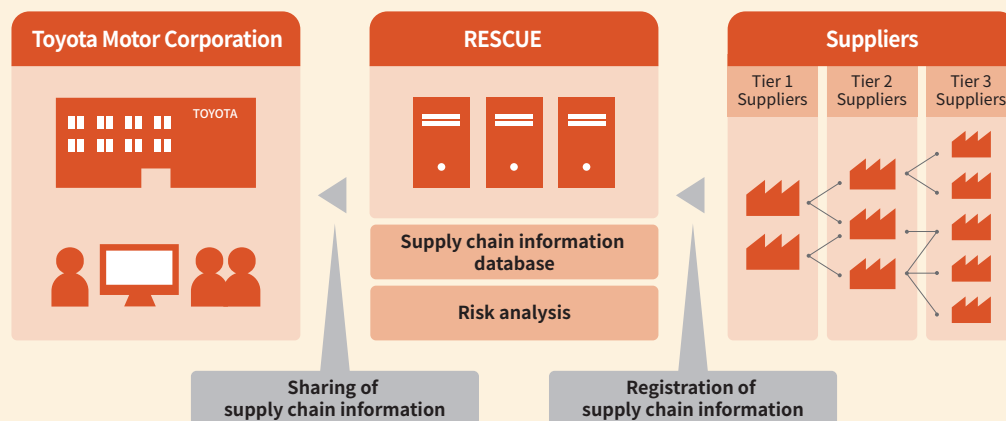 Toyota Motor Corporation
TOYOTA
RESCUE
Supply chain information
database
Risk analysis
Suppliers
Tier 1
Suppliers
Tier 2
Suppliers
Tier 3
Suppliers
Sharing of
supply chain information
Registration of
supply chain information